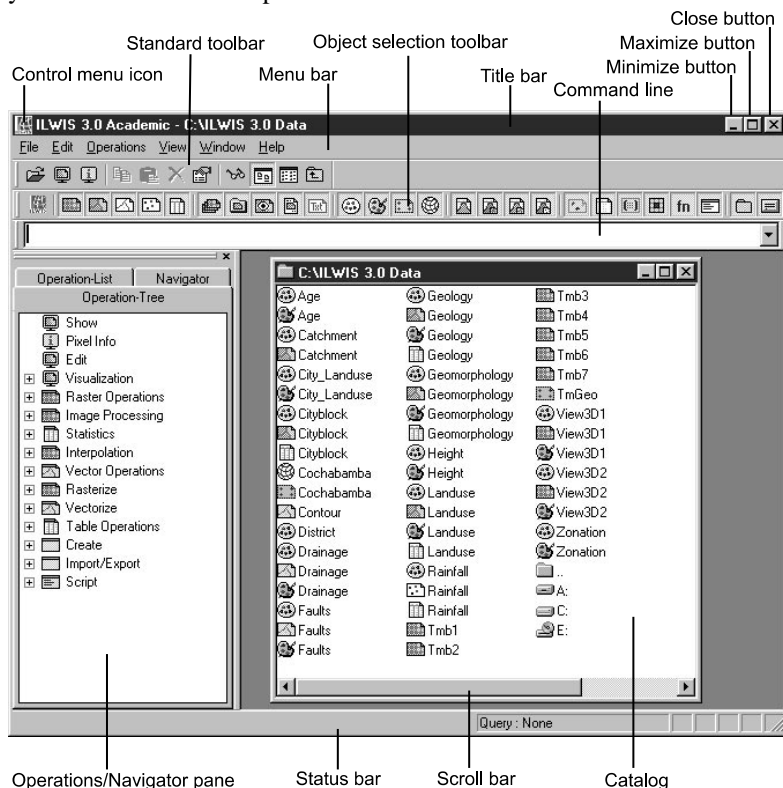 Close button
Standard toolbar
Object selection toolbar
Maximize button
Control menu icon
Menu bar
Title bar
Minimize button
Command line
ILWIS 3.0 Academic - C:\ILWIS 3.0 Data
File Edit Operations View Window Help
Txt
fn
Operation-List
Navigator
Operation-Tree
Show
Pixel Info
Edit
Visualization
Raster Operations
Image Processing
Statistics
Interpolation
Vector Operations
Rasterize
Vectorize
Table Operations
Create
Import/Export
Script
C:\ILWIS 3.0 Data
Age
Age
Catchment
Catchment
City_Landuse
City_Landuse
Cityblock
Cityblock
Cityblock
Cochabamba
Cochabamba
Contour
District
Drainage
Drainage
Drainage
Faults
Faults
Faults
Geology
Geology
Geology
Geology
Geomorphology
Geomorphology
Geomorphology
Geomorphology
Height
Height
Landuse
Landuse
Landuse
Landuse
Rainfall
Rainfall
Rainfall
Tmb1
Tmb2
Tmb3
Tmb4
Tmb5
Tmb6
Tmb7
TmGeo
View3D1
View3D1
View3D1
View3D2
View3D2
View3D2
Zonation
Zonation
..
A:
C:
E:
Query : None
Operations/Navigator pane
Status bar
Scroll bar
Catalog